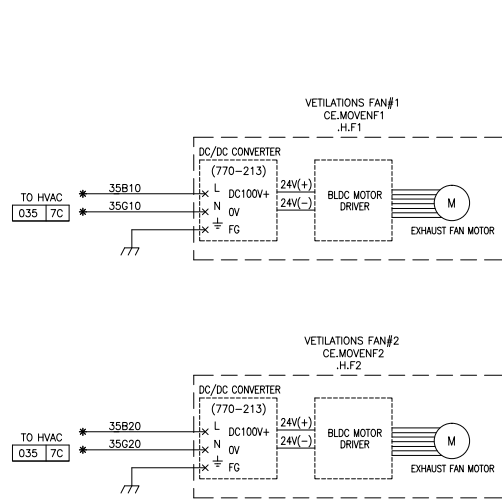 VETILATIONS FAN#1
CE.MOVENF1
.H.F1
DC/DC CONVERTER
(770-213)
TO HVAC
035 7C
35B10
L DC100V+
24V(+)
35G10
N 0V
24V(-)
FG
BLDC MOTOR
DRIVER
M
EXHAUST FAN MOTOR
VETILATIONS FAN#2
CE.MOVENF2
.H.F2
DC/DC CONVERTER
(770-213)
TO HVAC
035 7C
35B20
L DC100V+
24V(+)
35G20
N 0V
24V(-)
FG
BLDC MOTOR
DRIVER
M
EXHAUST FAN MOTOR